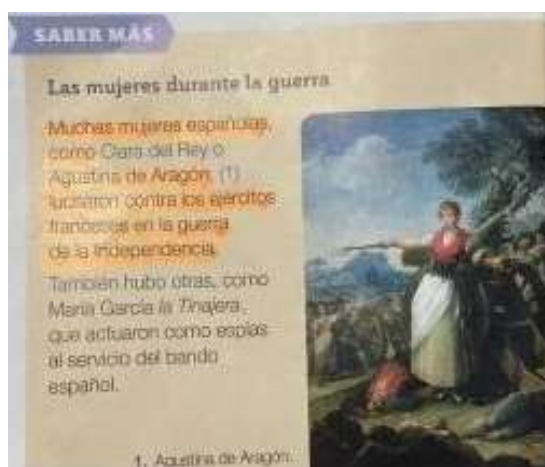 SABER MÁS
Las mujeres durante la guerra
Muchas mujeres españolas,
como Clara del Rey o
Agustina de Aragón, (1)
lucharon contra los ejércitos
franceses en la guerra
de la Independencia.
También hubo otras, como
María García la Tinajera,
que actuaron como espías
al servicio del bando
español.
1. Agustina de Aragón.